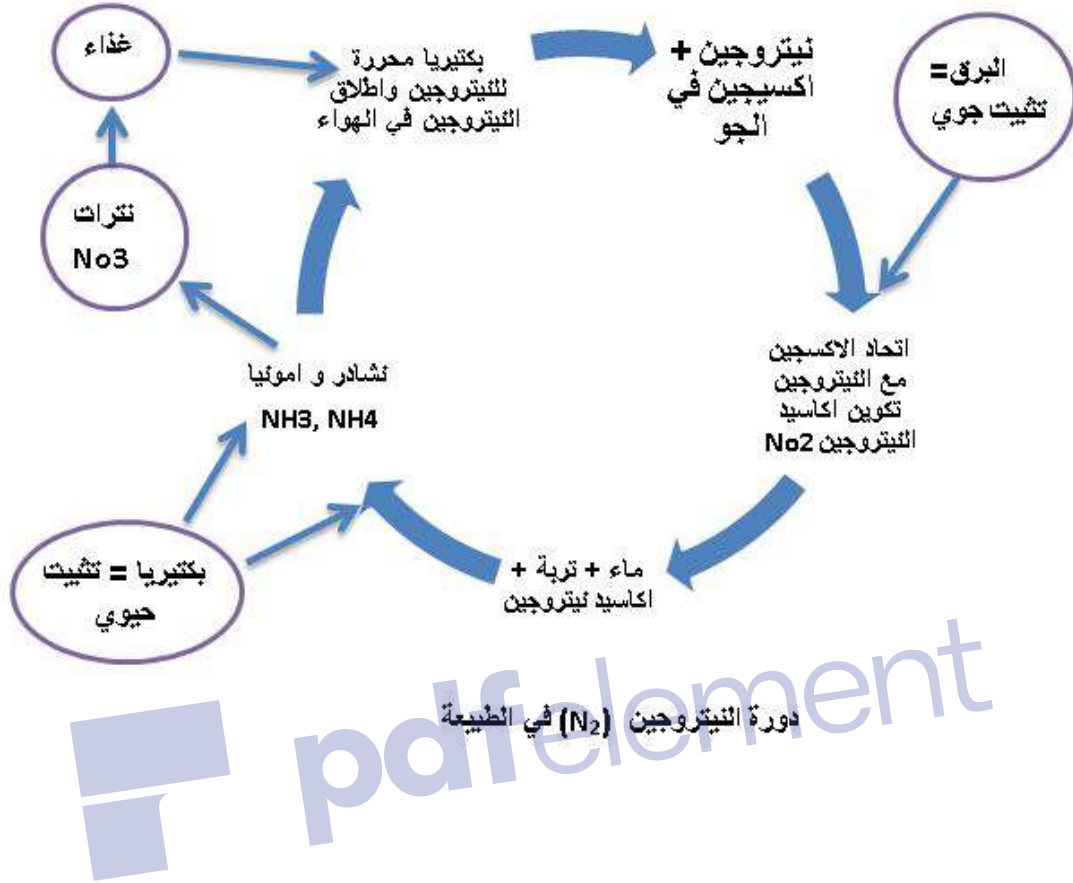 غذاء
بكتيريا محررة
للنيتروجين واطلاق
النيتروجين في الهواء
نيتروجين +
اكسيجين في
الجو
البرق=
تثبيت جوي
نترات
No3
اتحاد الاكسجين
مع النيتروجين
تكوين اكاسيد
النيتروجين No2
نشادر و امونيا
NH3, NH4
ماء + تربة +
اكاسيد نيتروجين
بكتيريا = تثبيت
حيوي
دورة النيتروجين (N₂) في الطبيعة
pdfelement